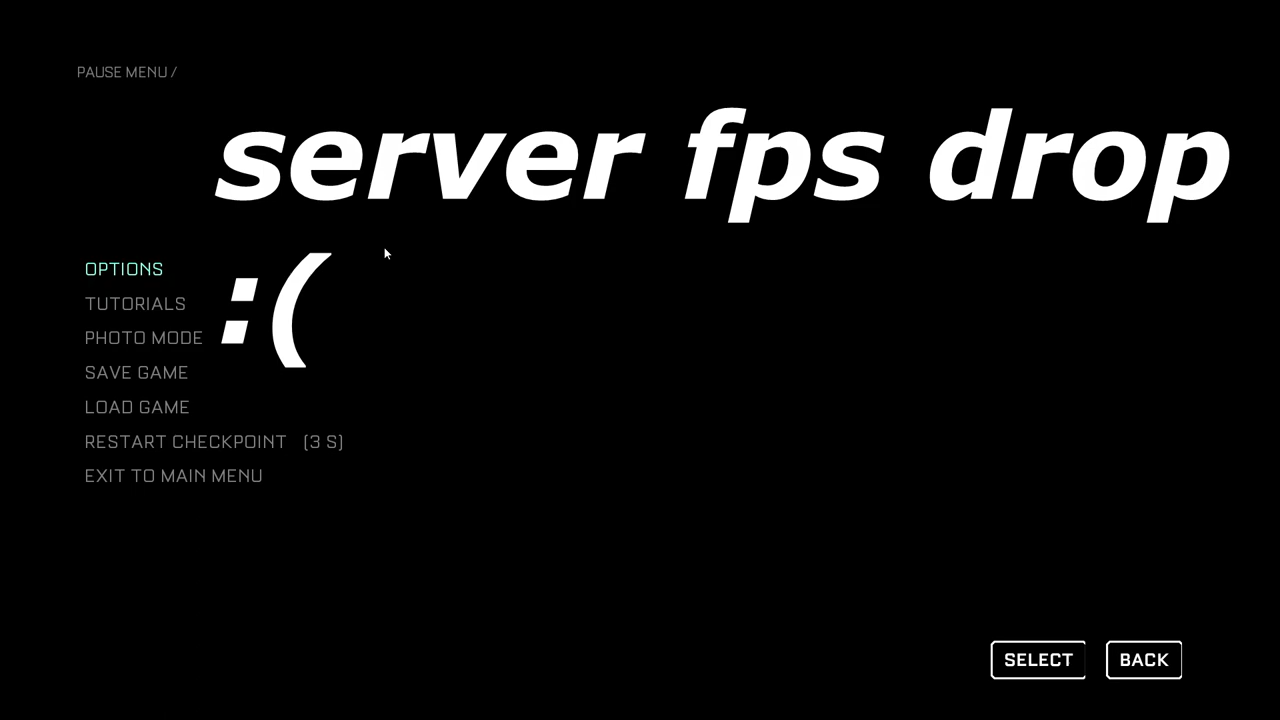 PAUSE MENU /
server fps drop
:(
OPTIONS
TUTORIALS
PHOTO MODE
SAVE GAME
LOAD GAME
RESTART CHECKPOINT (3 S)
EXIT TO MAIN MENU
SELECT BACK